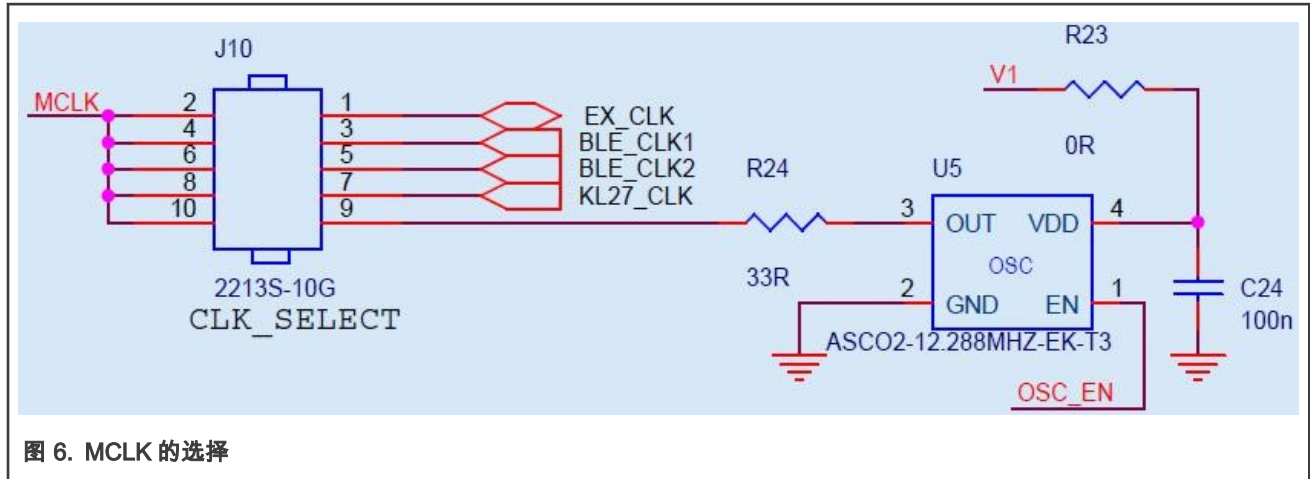 J10
R23
MCLK
V1
2
1
EX_CLK
4
3
BLE_CLK1
6
5
BLE_CLK2
8
7
KL27_CLK
10
9
0R
R24
U5
33R
3
OUT
VDD
4
OSC
2
GND
EN
1
C24
100n
2213S-10G
CLK_SELECT
ASCO2-12.288MHZ-EK-T3
OSC_EN
图 6. MCLK 的选择